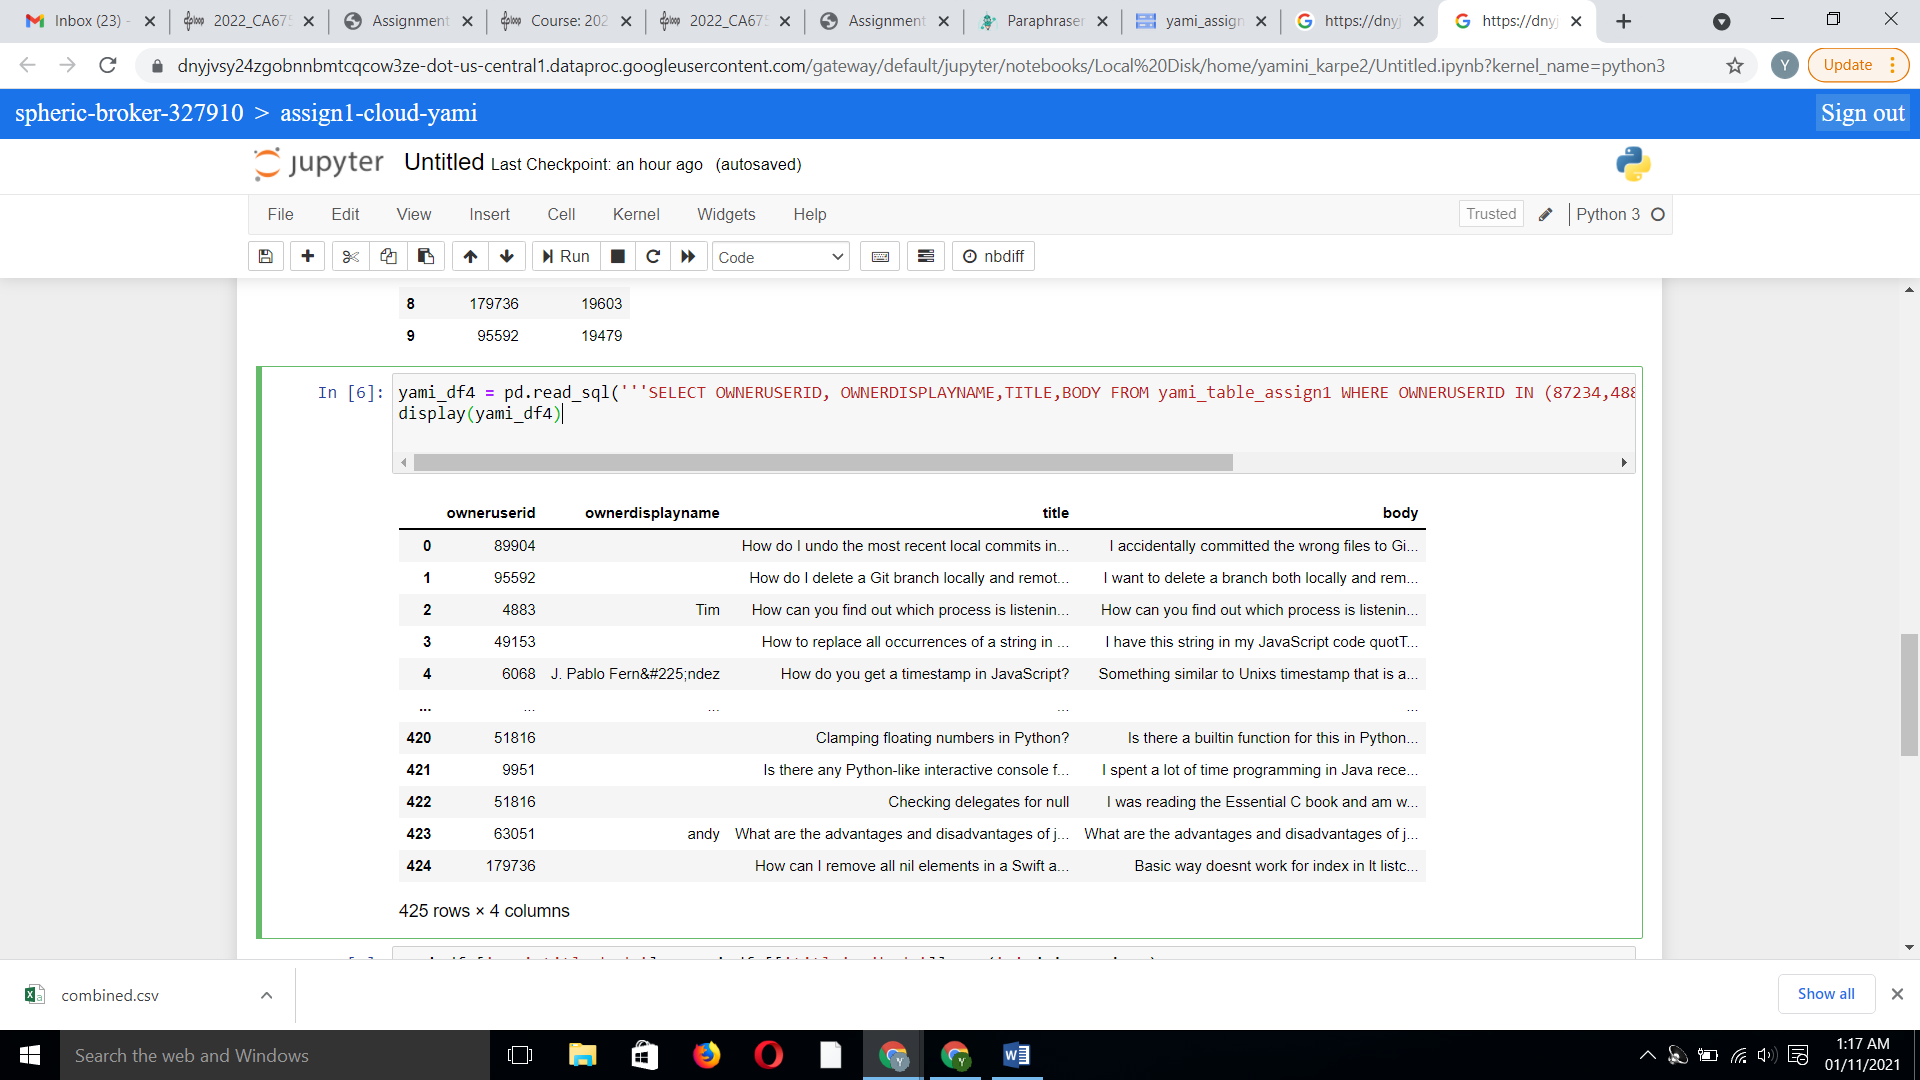 Inbox (23) -
2022_CA675
Assignment
Course: 202
2022_CA675
Assignment
Paraphraser
yami_assign
https://dnyj
https://dnyj
dnyjvsy24zgobnnbmtcqcow3ze-dot-us-central1.dataproc.googleusercontent.com/gateway/default/jupyter/notebooks/Local%20Disk/home/yamini_karpe2/Untitled.ipynb?kernel_name=python3
Y
Update
spheric-broker-327910 > assign1-cloud-yami
Sign out
jupyter Untitled Last Checkpoint: an hour ago (autosaved)
File Edit View Insert Cell Kernel Widgets Help
Trusted
Python 3
Run
Code
nbdiff
8 179736 19603
9 95592 19479
In [6]: yami_df4 = pd.read_sql('''SELECT OWNERUSERID, OWNERDISPLAYNAME,TITLE,BODY FROM yami_table_assign1 WHERE OWNERUSERID IN (87234,488
display(yami_df4)
owneruserid ownerdisplayname title body
0 89904 How do I undo the most recent local commits in... I accidentally committed the wrong files to Gi...
1 95592 How do I delete a Git branch locally and remot... I want to delete a branch both locally and rem...
2 4883 Tim How can you find out which process is listenin... How can you find out which process is listenin...
3 49153 How to replace all occurrences of a string in ... I have this string in my JavaScript code quotT...
4 6068 J. Pablo Fern&#225;ndez How do you get a timestamp in JavaScript? Something similar to Unixs timestamp that is a...
... ... ... ... ...
420 51816 Clamping floating numbers in Python? Is there a builtin function for this in Python...
421 9951 Is there any Python-like interactive console f... I spent a lot of time programming in Java rece...
422 51816 Checking delegates for null I was reading the Essential C book and am w...
423 63051 andy What are the advantages and disadvantages of j... What are the advantages and disadvantages of j...
424 179736 How can I remove all nil elements in a Swift a... Basic way doesnt work for index in lt listc...
425 rows × 4 columns
combined.csv
Show all
Search the web and Windows
1:17 AM
01/11/2021